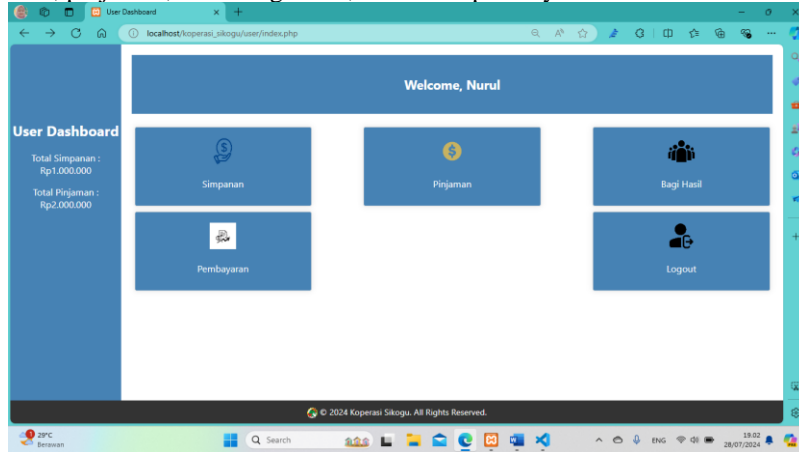 User Dashboard
localhost/koperasi_sikogu/user/index.php
Welcome, Nurul
User Dashboard
Total Simpanan :
Rp1.000.000
Total Pinjaman :
Rp2.000.000
Simpanan
Pinjaman
Bagi Hasil
Pembayaran
Logout
© 2024 Koperasi Sikogu. All Rights Reserved.
29°C
Berawan
Search
ENG
19.02
28/07/2024